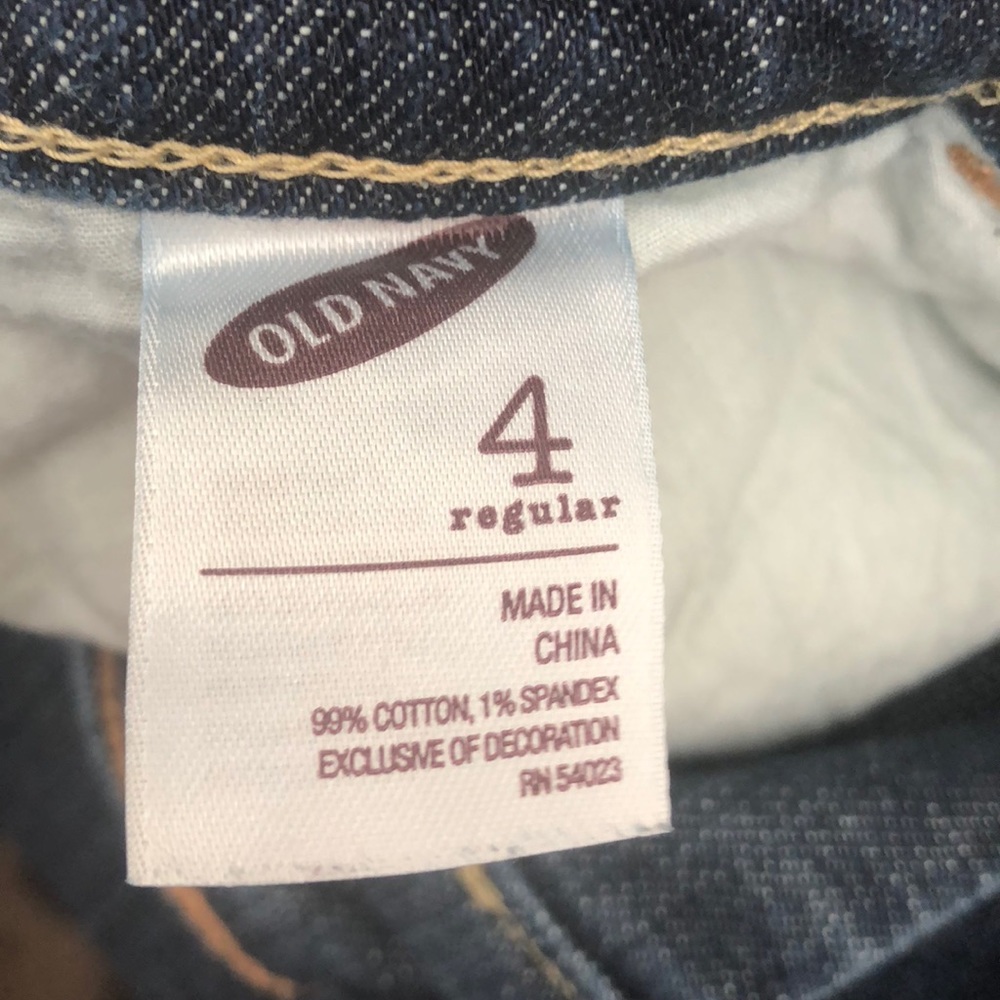 OLD NAVY
4
regular
MADE IN
CHINA
99% COTTON, 1% SPANDEX
EXCLUSIVE OF DECORATION
RN 54023